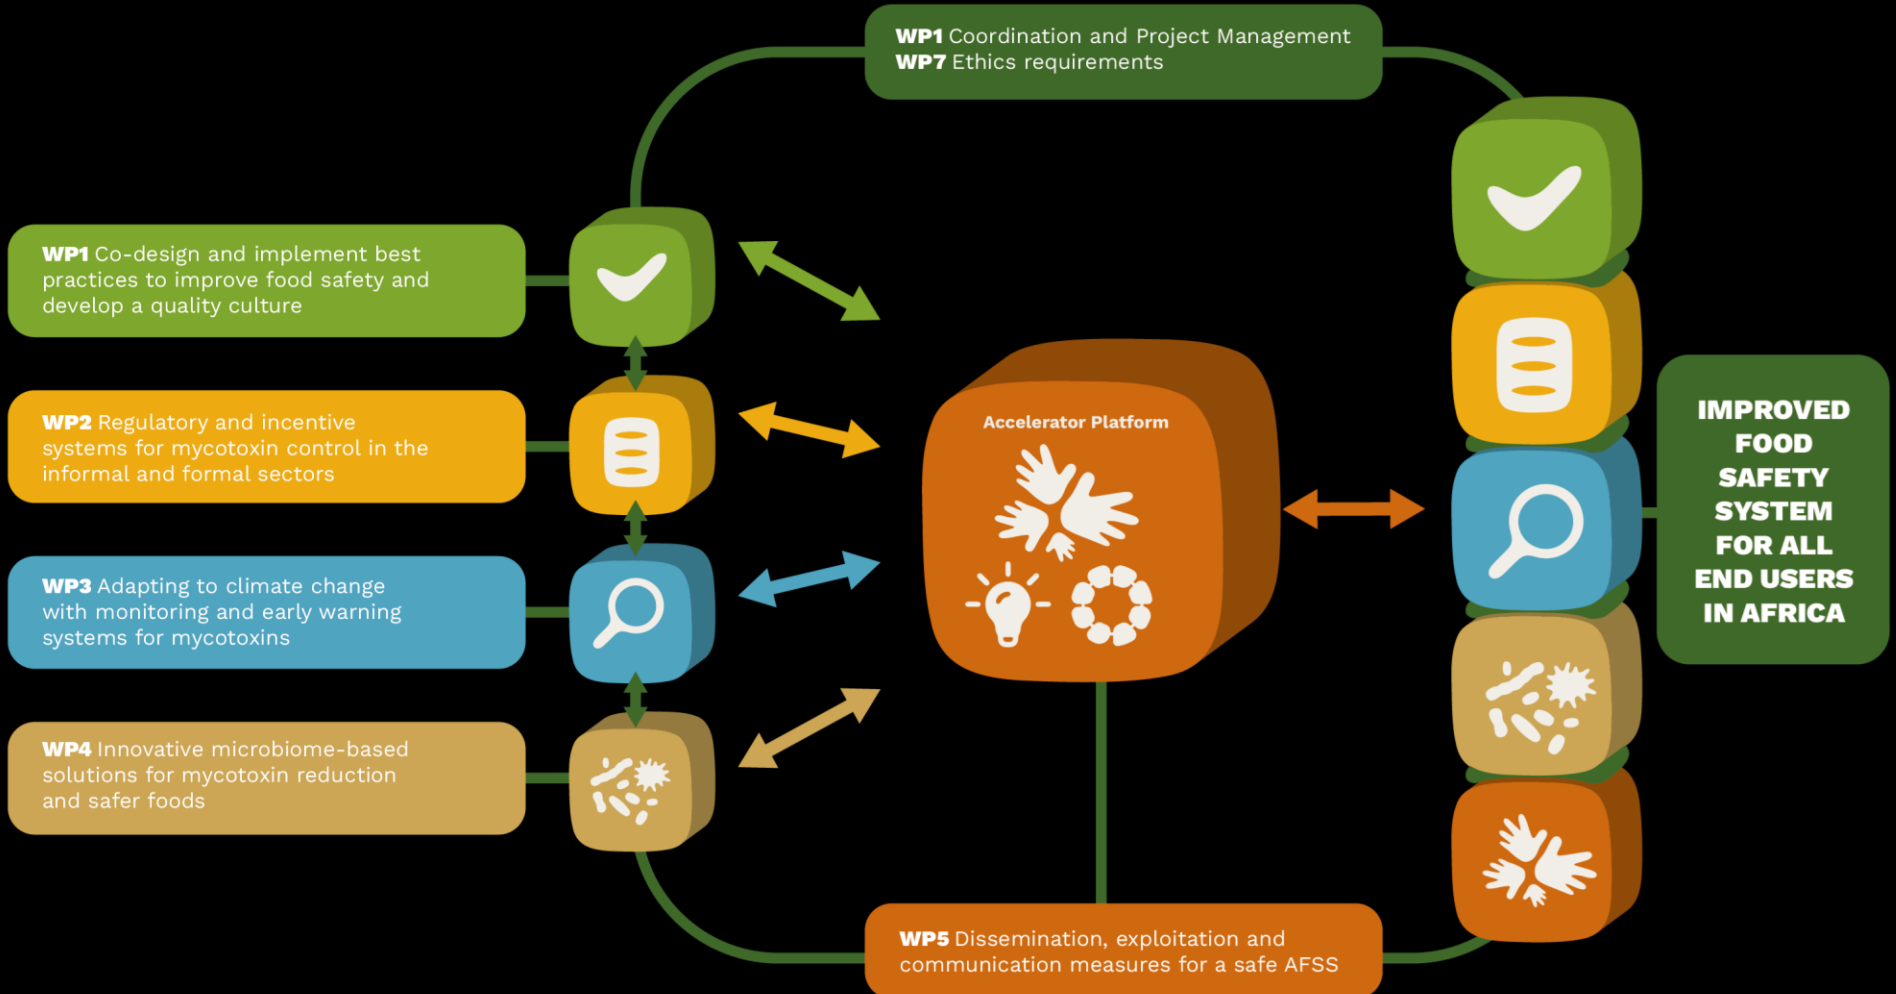 WP1 Coordination and Project Management
WP7 Ethics requirements
WP1 Co-design and implement best
practices to improve food safety and
develop a quality culture
WP2 Regulatory and incentive
systems for mycotoxin control in the
informal and formal sectors
WP3 Adapting to climate change
with monitoring and early warning
systems for mycotoxins
WP4 Innovative microbiome-based
solutions for mycotoxin reduction
and safer foods
Accelerator Platform
IMPROVED
FOOD
SAFETY
SYSTEM
FOR ALL
END USERS
IN AFRICA
WP5 Dissemination, exploitation and
communication measures for a safe AFSS